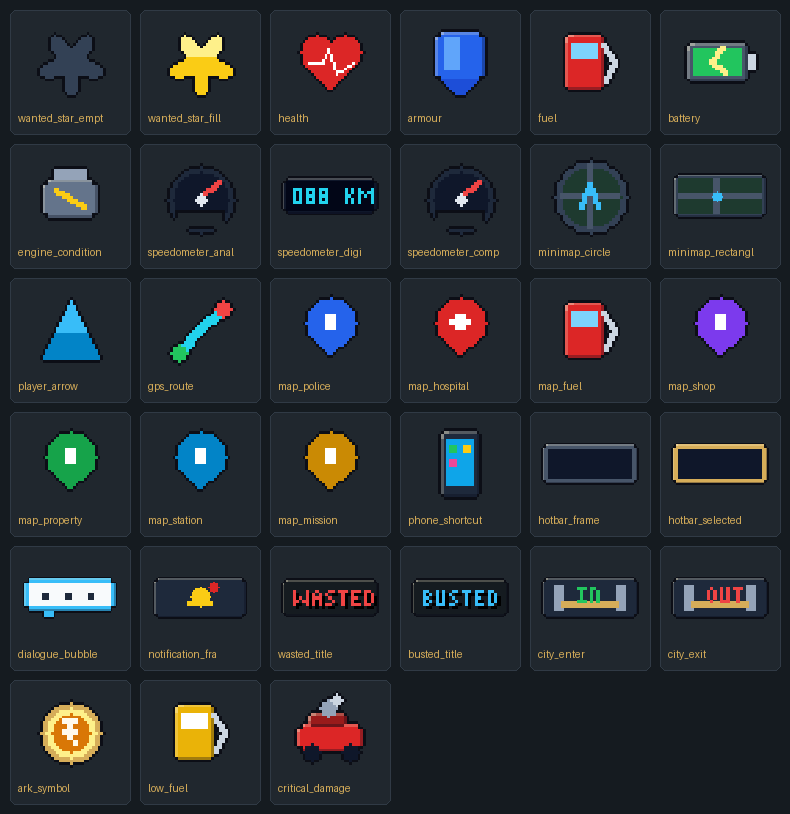 wanted_star_empt
wanted_star_fill
health
armour
fuel
battery
088 KM
engine_condition
speedometer_anal
speedometer_digi
speedometer_comp
minimap_circle
minimap_rectangl
player_arrow
gps_route
map_police
map_hospital
map_fuel
map_shop
map_property
map_station
map_mission
phone_shortcut
hotbar_frame
hotbar_selected
WASTED
BUSTED
IN
OUT
dialogue_bubble
notification_fra
wasted_title
busted_title
city_enter
city_exit
ark_symbol
low_fuel
critical_damage